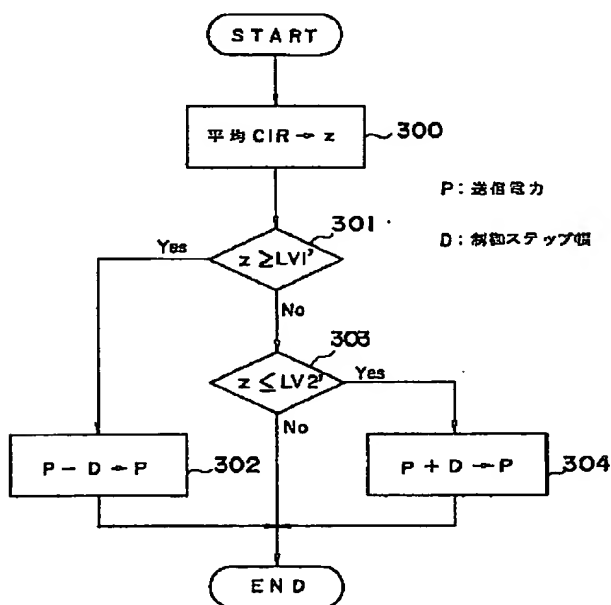 START
平均CIR→z
300
P:送信電力
301
D:制御ステップ幅
Yes
z≥LV1'
No
303
z≤LV2'
Yes
No
P-D→P
302
P+D→P
304
END